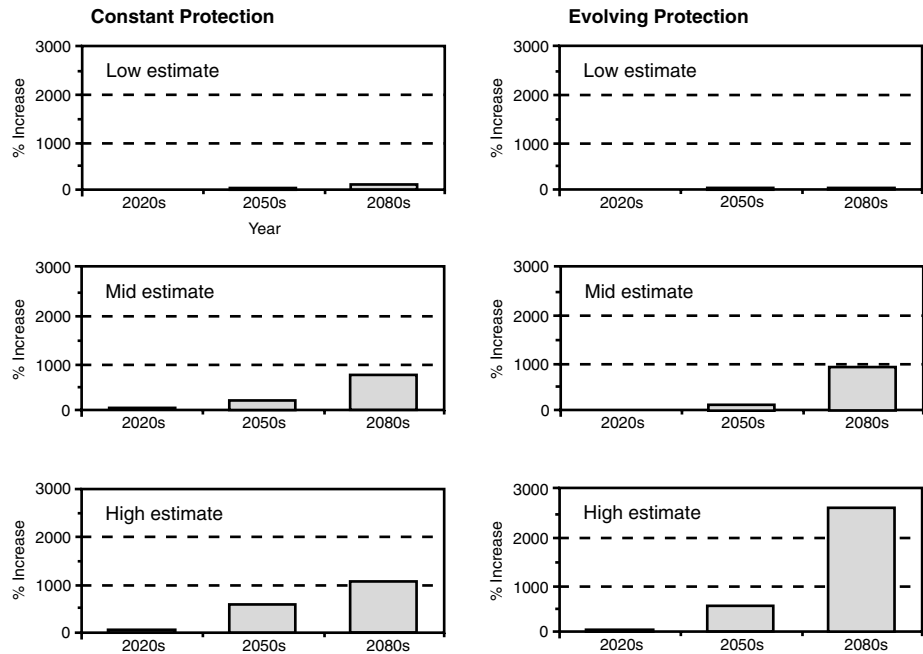 Constant Protection
Evolving Protection
3000
2000
1000
0
% Increase
Low estimate
2020s 2050s 2080s
Year
3000
2000
1000
0
% Increase
Low estimate
2020s 2050s 2080s
3000
2000
1000
0
% Increase
Mid estimate
2020s 2050s 2080s
3000
2000
1000
0
% Increase
Mid estimate
2020s 2050s 2080s
3000
2000
1000
0
% Increase
High estimate
2020s 2050s 2080s
3000
2000
1000
0
% Increase
High estimate
2020s 2050s 2080s